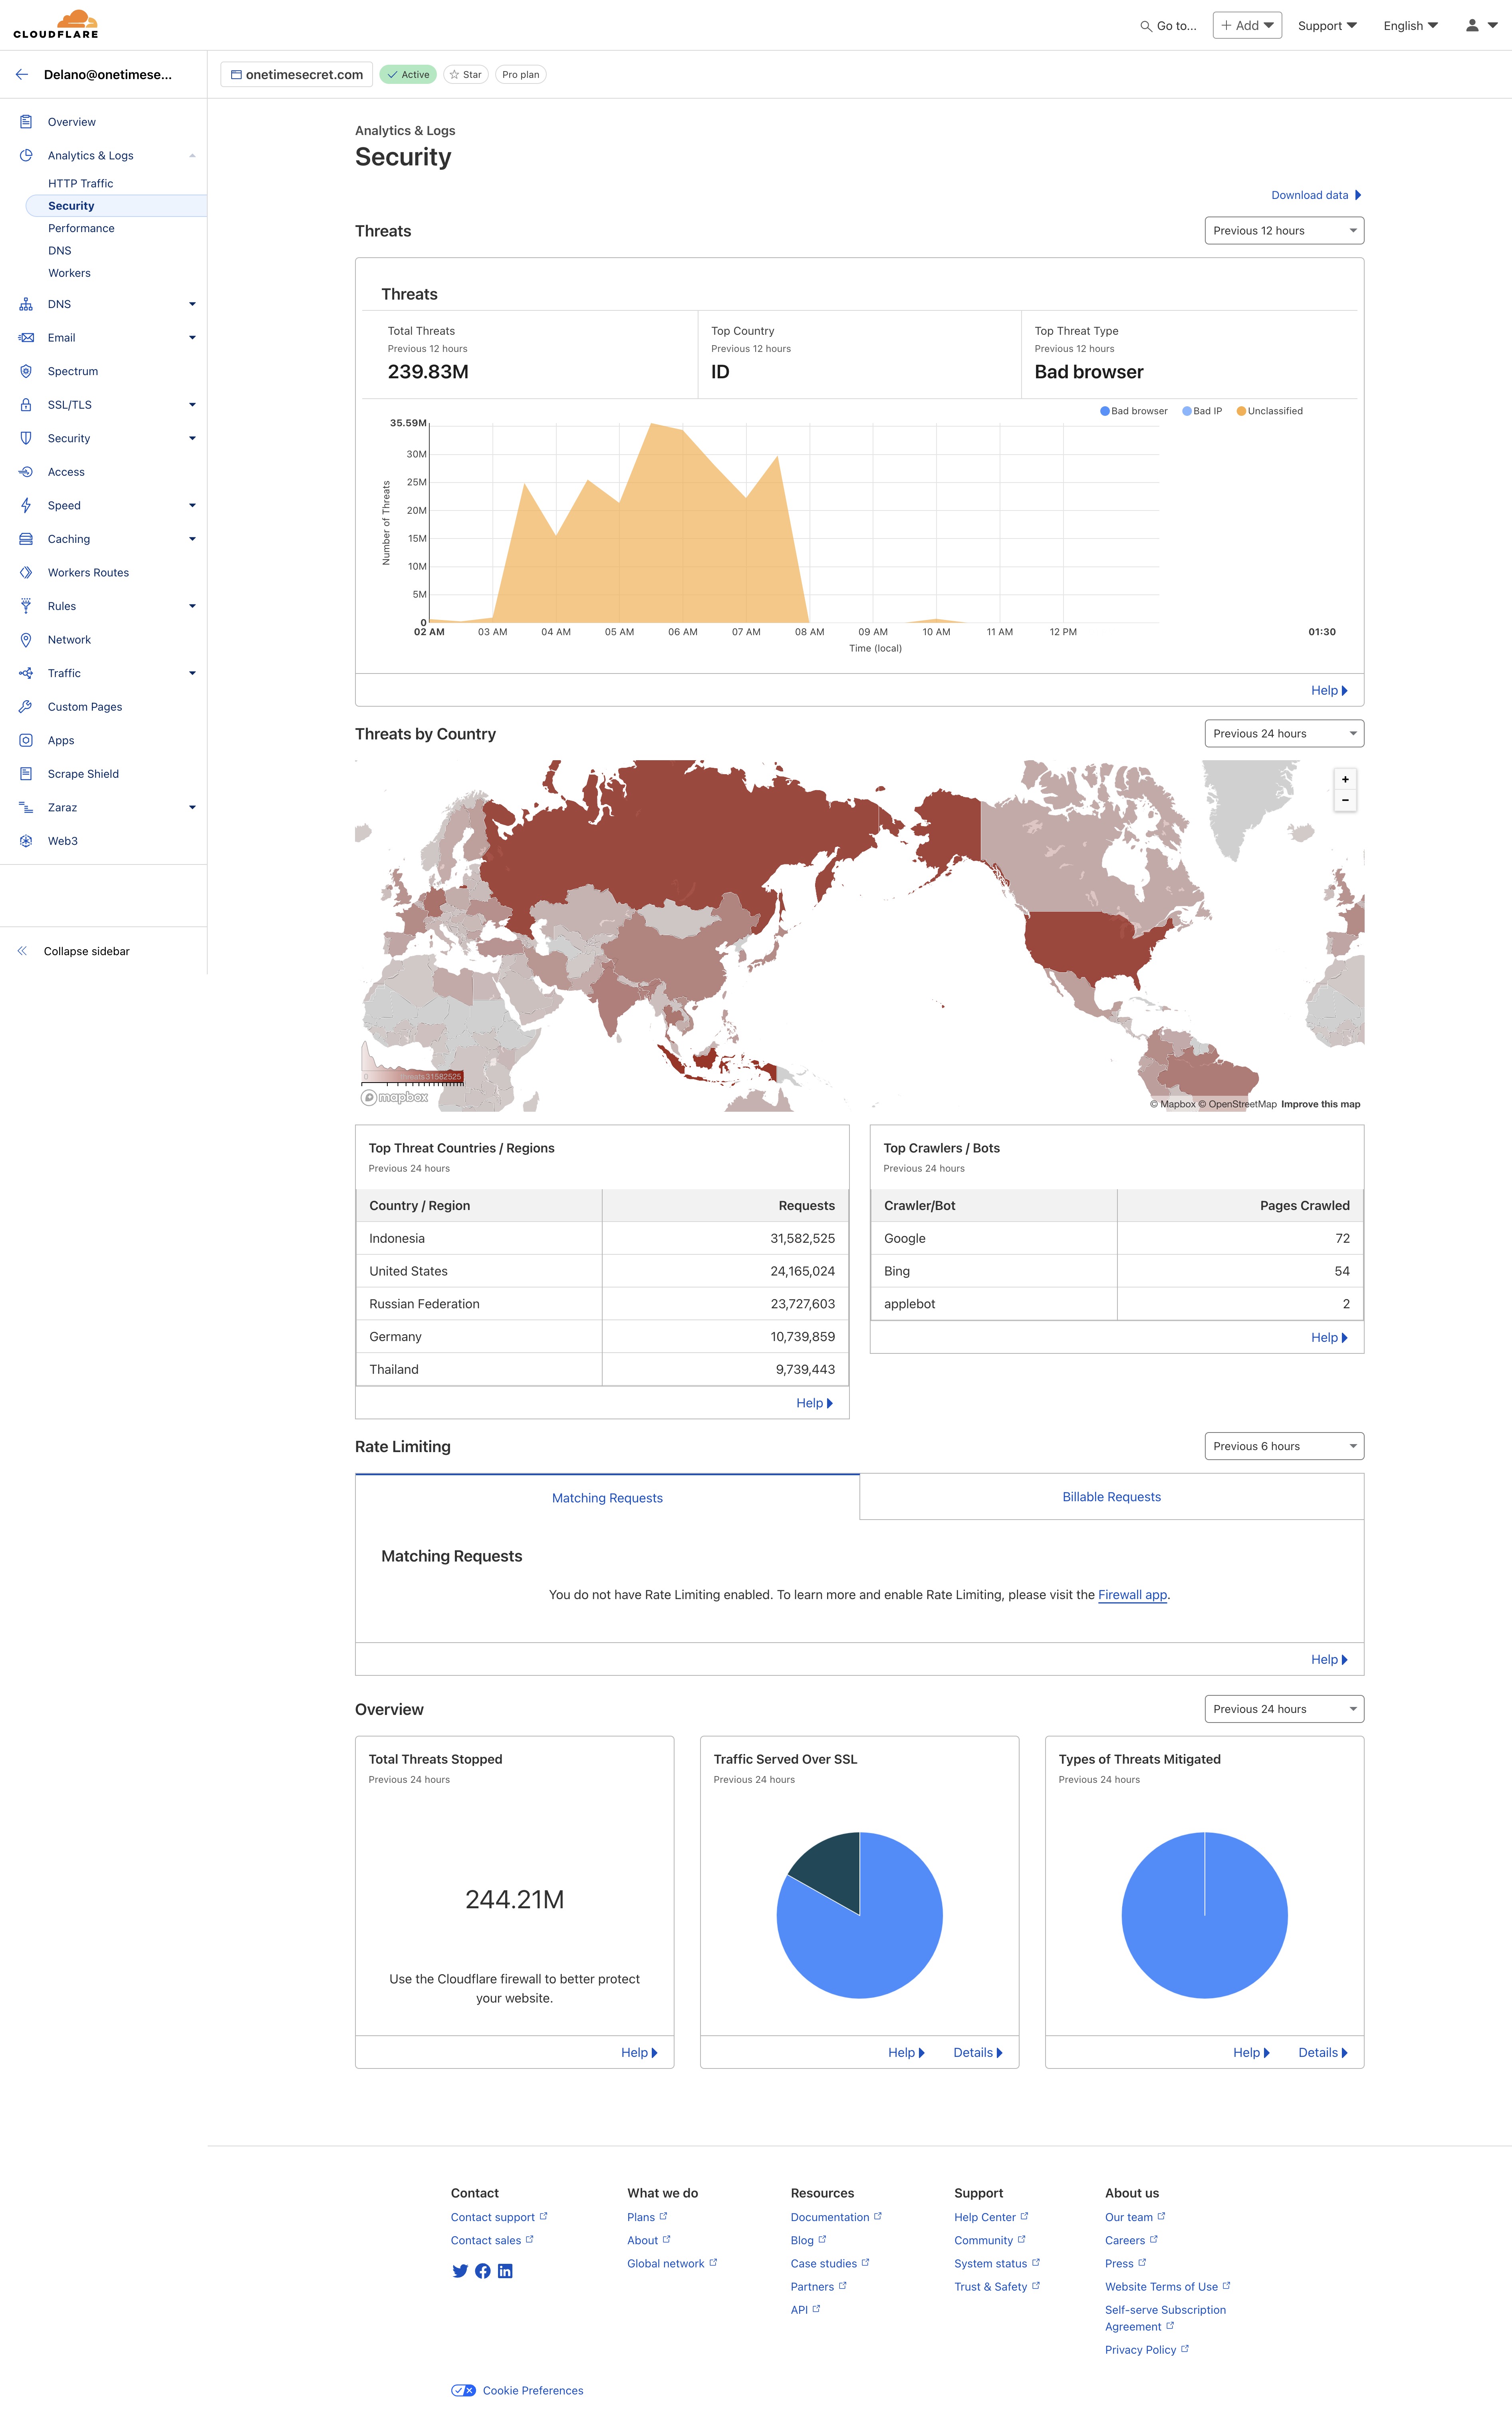 CLOUDFLARE
Go to...
Add
Support
English
Delano@onetimese...
onetimesecret.com
Active
Star
Pro plan
Overview
Analytics & Logs
HTTP Traffic
Security
Performance
DNS
Workers
DNS
Email
Spectrum
SSL/TLS
Security
Access
Speed
Caching
Workers Routes
Rules
Network
Traffic
Custom Pages
Apps
Scrape Shield
Zaraz
Web3
Collapse sidebar
Analytics & Logs
Security
Download data
Threats
Previous 12 hours
Threats
Total Threats
Previous 12 hours
239.83M
Top Country
Previous 12 hours
ID
Top Threat Type
Previous 12 hours
Bad browser
Bad browser Bad IP Unclassified
35.59M
30M
25M
20M
15M
10M
5M
0
Number of Threats
02 AM 03 AM 04 AM 05 AM 06 AM 07 AM 08 AM 09 AM 10 AM 11 AM 12 PM 01:30
Time (local)
Help
Threats by Country
Previous 24 hours
+
−
0 31582525
mapbox
© Mapbox © OpenStreetMap Improve this map
Top Threat Countries / Regions
Previous 24 hours
Country / Region Requests
Indonesia 31,582,525
United States 24,165,024
Russian Federation 23,727,603
Germany 10,739,859
Thailand 9,739,443
Help
Top Crawlers / Bots
Previous 24 hours
Crawler/Bot Pages Crawled
Google 72
Bing 54
applebot 2
Help
Rate Limiting
Previous 6 hours
Matching Requests
Billable Requests
Matching Requests
You do not have Rate Limiting enabled. To learn more and enable Rate Limiting, please visit the Firewall app.
Help
Overview
Previous 24 hours
Total Threats Stopped
Previous 24 hours
244.21M
Use the Cloudflare firewall to better protect
your website.
Help
Traffic Served Over SSL
Previous 24 hours
Help Details
Types of Threats Mitigated
Previous 24 hours
Help Details
Contact
Contact support
Contact sales
What we do
Plans
About
Global network
Resources
Documentation
Blog
Case studies
Partners
API
Support
Help Center
Community
System status
Trust & Safety
About us
Our team
Careers
Press
Website Terms of Use
Self-serve Subscription
Agreement
Privacy Policy
Cookie Preferences